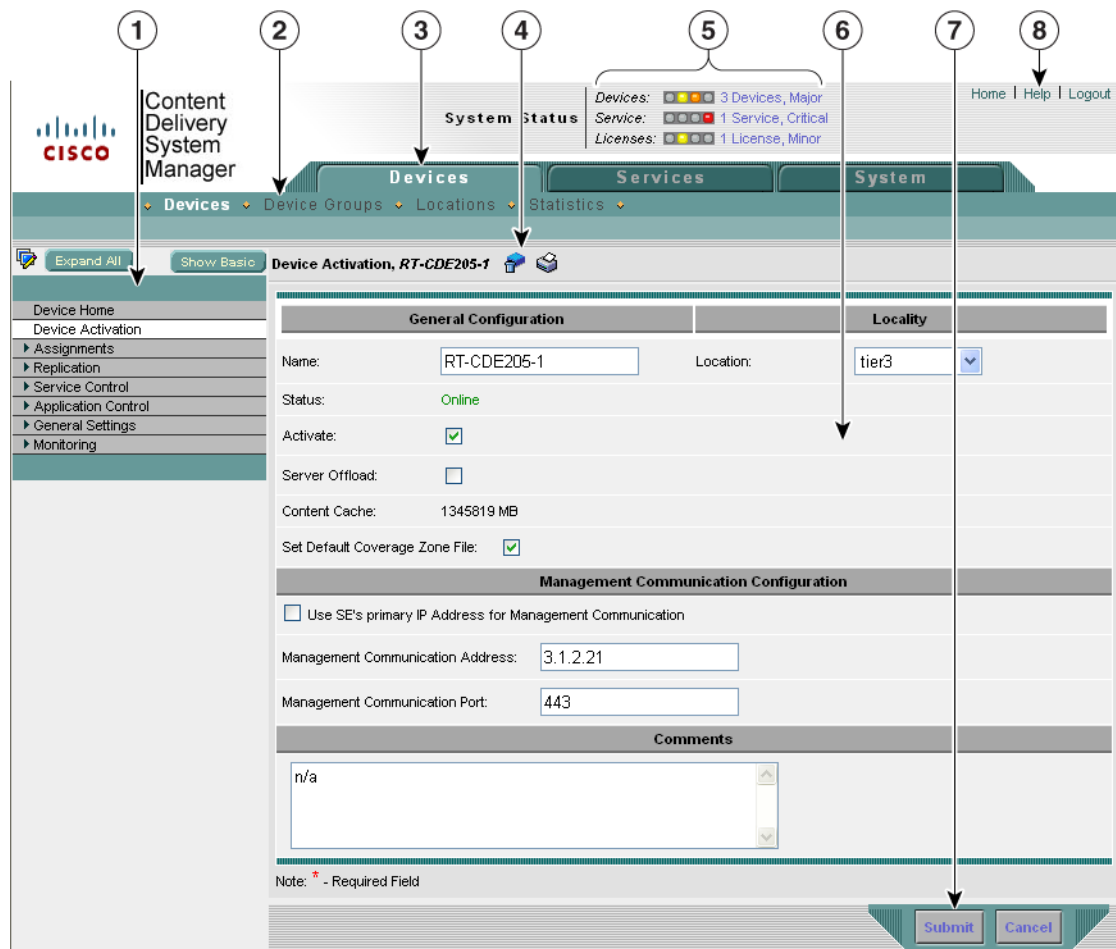 1 2 3 4 5 6 7 8
Content
Delivery
System
Manager
CISCO
System Status
Devices: 3 Devices, Major
Service: 1 Service, Critical
Licenses: 1 License, Minor
Home | Help | Logout
Devices Services System
Devices Device Groups Locations Statistics
Expand All Show Basic
Device Activation, RT-CDE205-1
Device Home
Device Activation
Assignments
Replication
Service Control
Application Control
General Settings
Monitoring
General Configuration Locality
Name: RT-CDE205-1 Location: tier3
Status: Online
Activate:
Server Offload:
Content Cache: 1345819 MB
Set Default Coverage Zone File:
Management Communication Configuration
Use SE's primary IP Address for Management Communication
Management Communication Address: 3.1.2.21
Management Communication Port: 443
Comments
n/a
Note: * - Required Field
Submit Cancel